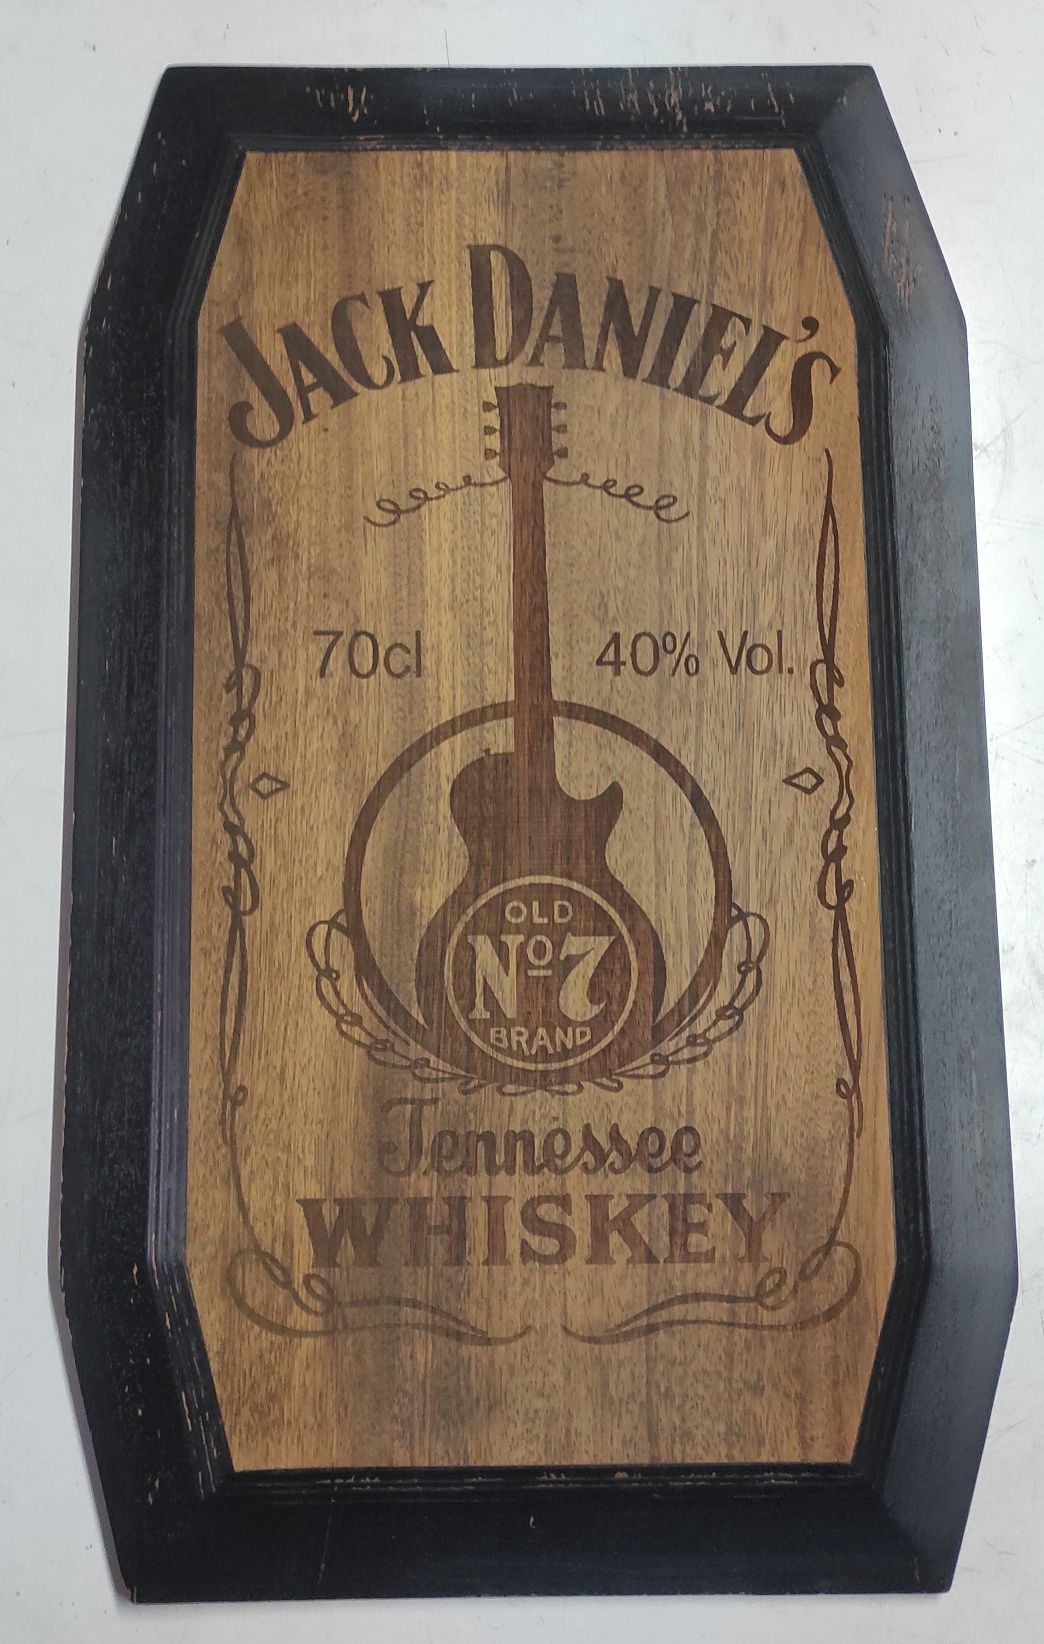 JACK DANIEL'S
70cl 40% Vol.
OLD
Nº7
BRAND
Tennessee
WHISKEY